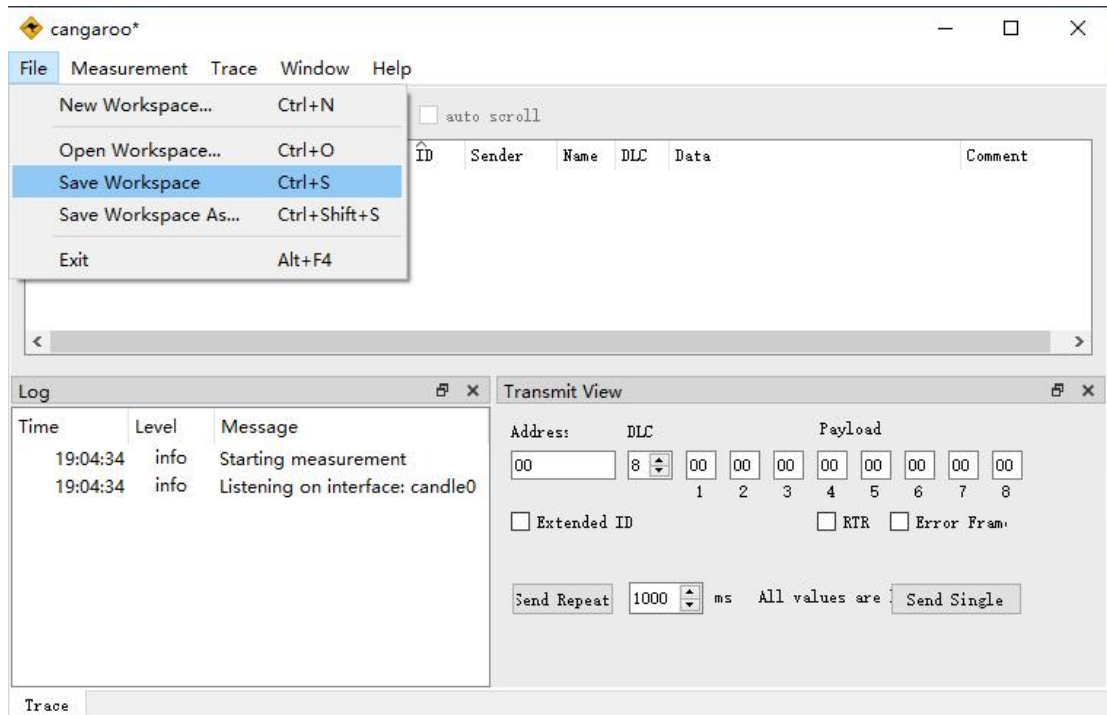 cangaroo*
File Measurement Trace Window Help
New Workspace... Ctrl+N
Open Workspace... Ctrl+O
Save Workspace Ctrl+S
Save Workspace As... Ctrl+Shift+S
Exit Alt+F4
auto scroll
ID Sender Name DLC Data Comment
Log
Time Level Message
19:04:34 info Starting measurement
19:04:34 info Listening on interface: candle0
Transmit View
Addres: DLC Payload
00 8 00 00 00 00 00 00 00 00
1 2 3 4 5 6 7 8
Extended ID RTR Error Fram
Send Repeat 1000 ms All values are Send Single
Trace